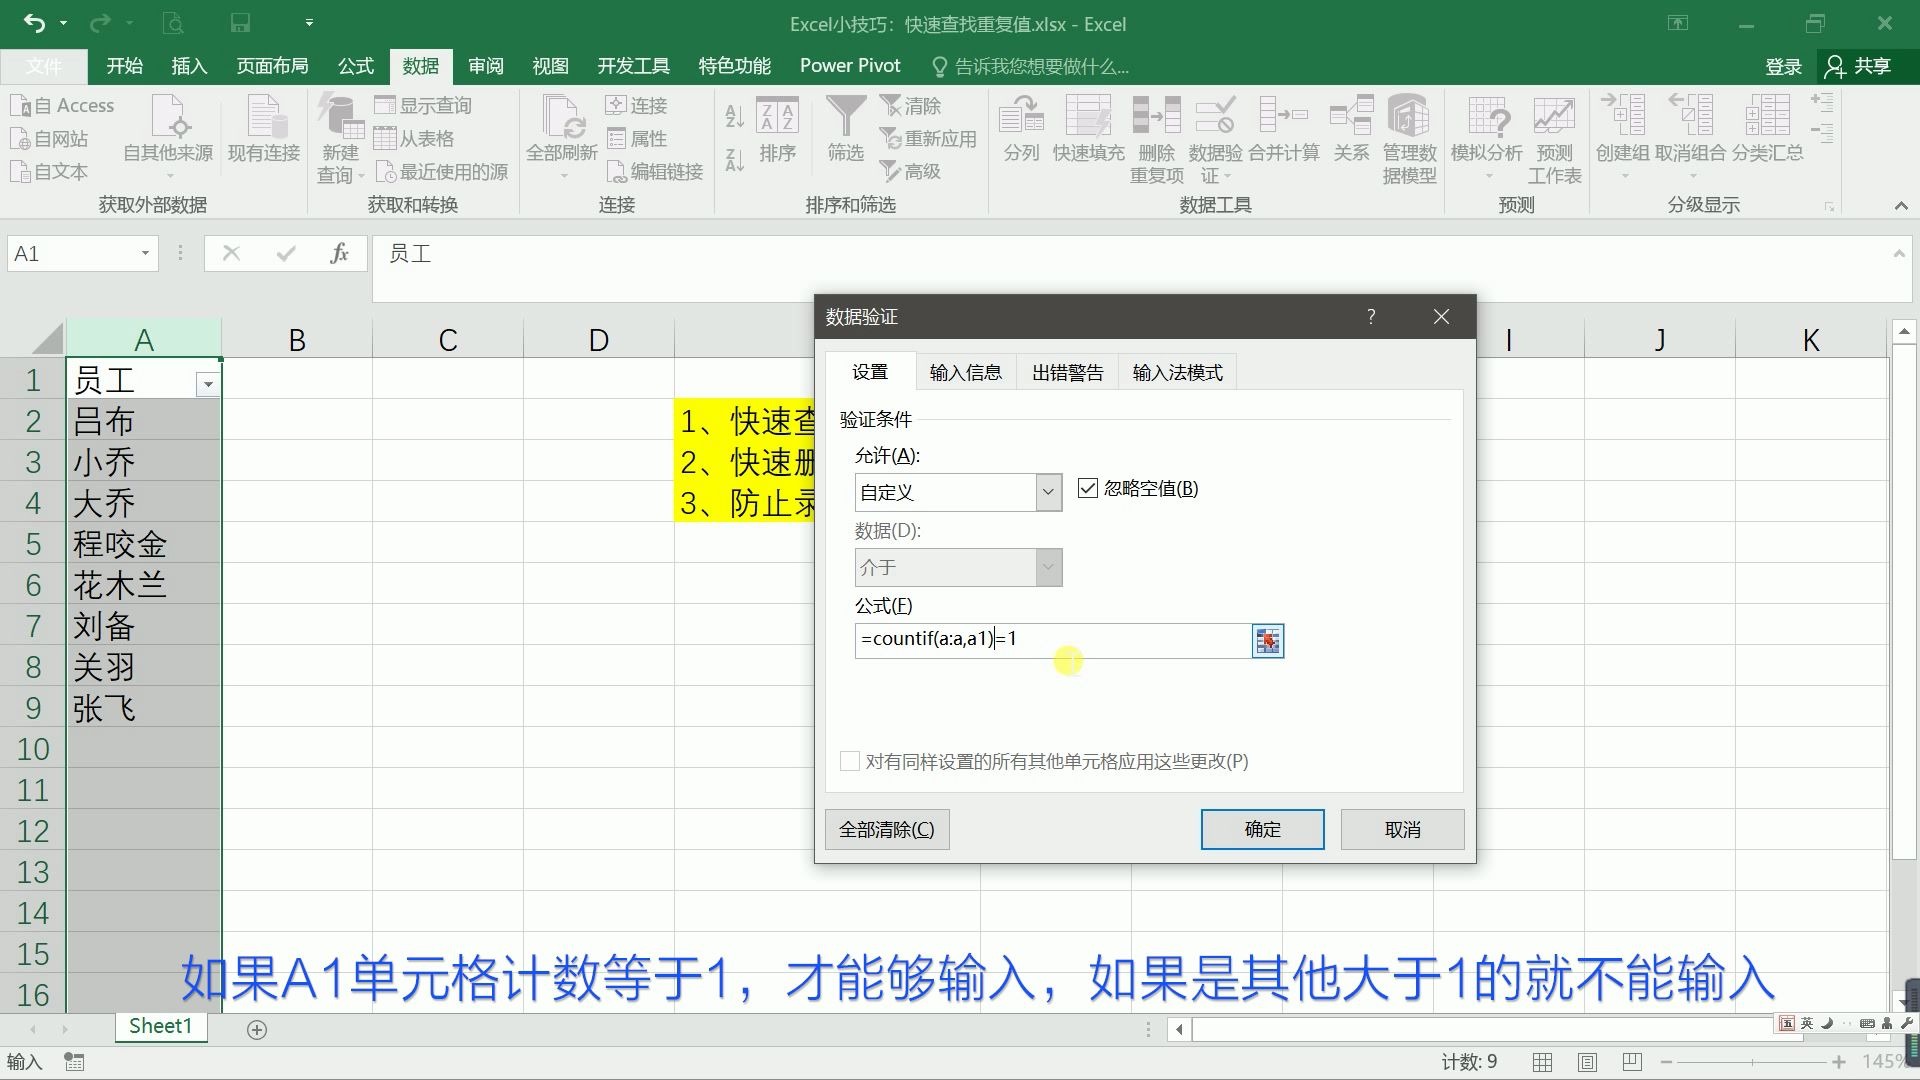 Excel小技巧：快速查找重复值.xlsx - Excel
文件 开始 插入 页面布局 公式 数据 审阅 视图 开发工具 特色功能 Power Pivot 告诉我您想要做什么... 登录 共享
自 Access
自网站
自文本
自其他来源
现有连接
获取外部数据
新建
查询
显示查询
从表格
最近使用的源
获取和转换
全部刷新
连接
属性
编辑链接
连接
排序
筛选
清除
重新应用
高级
排序和筛选
分列
快速填充
删除
重复项
数据验
证
合并计算
关系
管理数
据模型
数据工具
模拟分析
预测
工作表
预测
创建组
取消组合
分类汇总
分级显示
A1
fx
员工
A B C D I J K
1 员工
2 吕布
3 小乔
4 大乔
5 程咬金
6 花木兰
7 刘备
8 关羽
9 张飞
10
11
12
13
14
15
16
1、快速查
2、快速删
3、防止录
数据验证
?
设置 输入信息 出错警告 输入法模式
验证条件
允许(A):
自定义
忽略空值(B)
数据(D):
介于
公式(F)
=countif(a:a,a1)=1
对有同样设置的所有其他单元格应用这些更改(P)
全部清除(C) 确定 取消
如果A1单元格计数等于1，才能够输入，如果是其他大于1的就不能输入
Sheet1
英
输入
计数: 9
145%